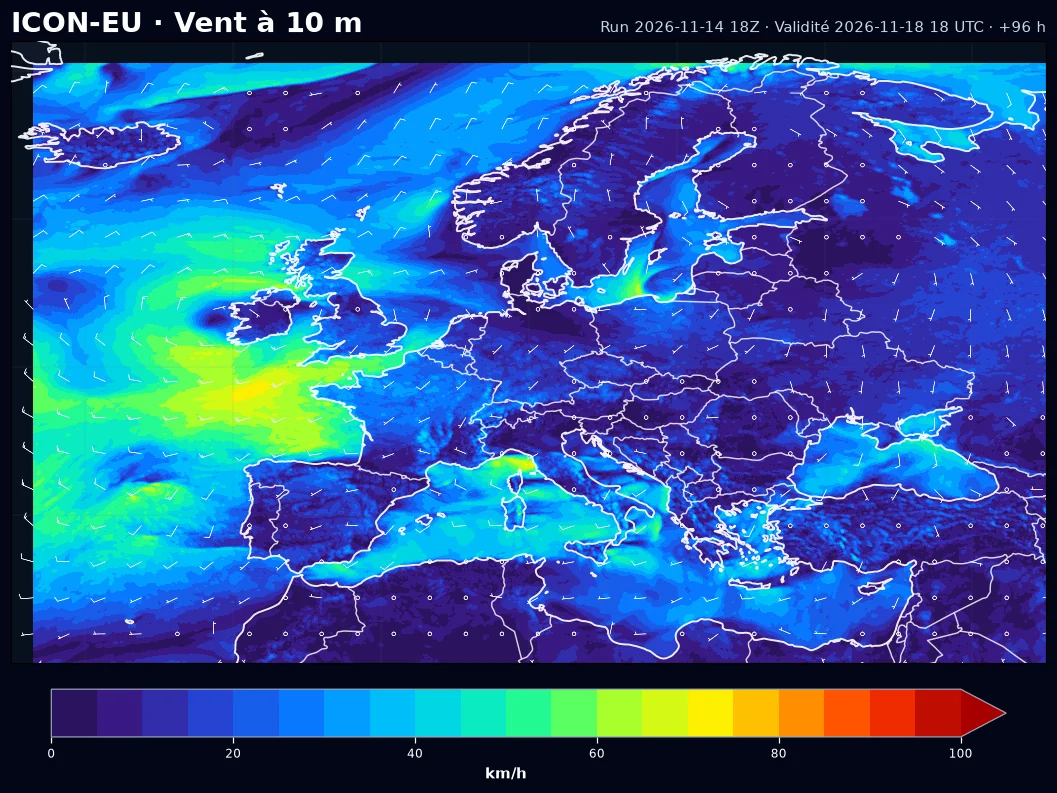 ICON-EU · Vent à 10 m
Run 2026-11-14 18Z · Validité 2026-11-18 18 UTC · +96 h
0 20 40 60 80 100
km/h